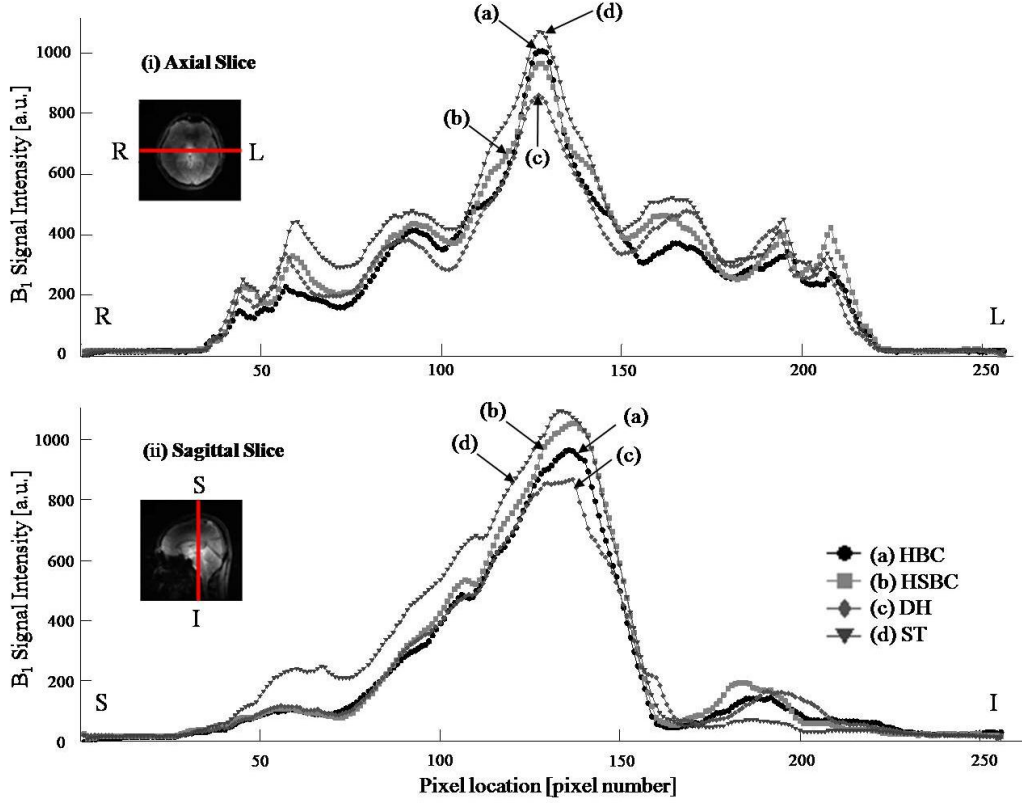 (a)
(d)
1000
(i) Axial Slice
800
(b)
R
L
(c)
600
400
200
R
L
0
50
100
150
200
250
B1 Signal Intensity [a.u.]
1000
(b)
(a)
(ii) Sagittal Slice
(d)
(c)
S
800
600
(a) HBC
(b) HSBC
I
(c) DH
400
(d) ST
200
S
I
0
50
100
150
200
250
B1 Signal Intensity [a.u.]
Pixel location [pixel number]